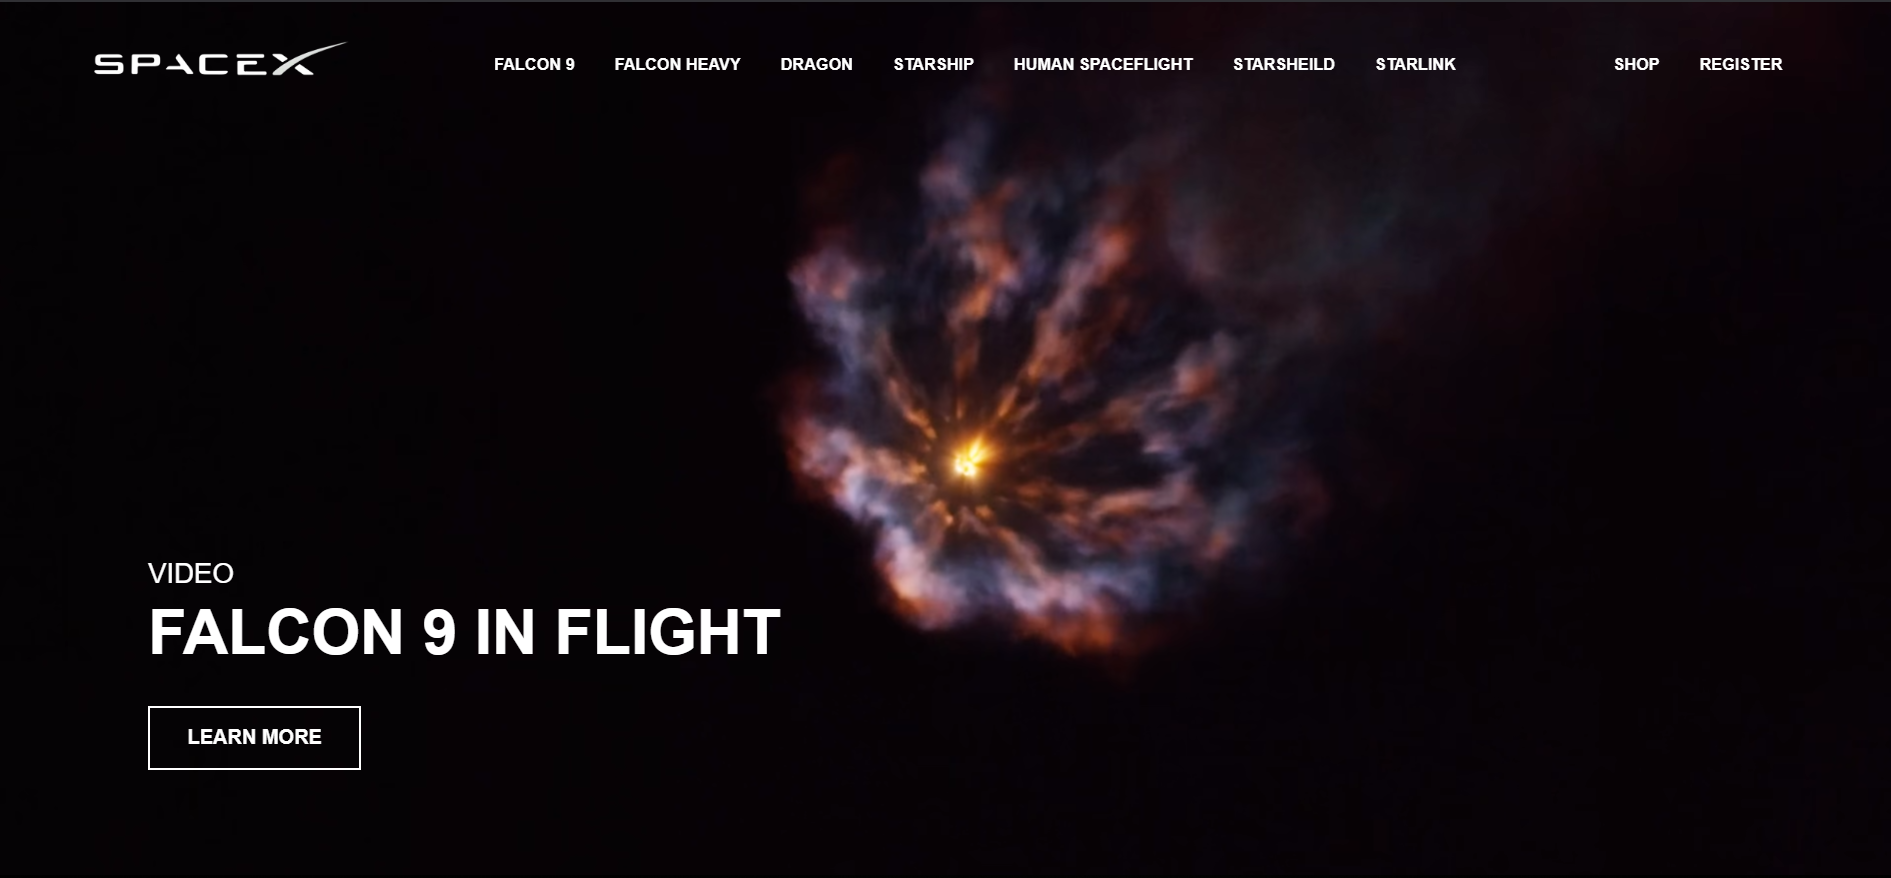 SPACEX
FALCON 9 FALCON HEAVY DRAGON STARSHIP HUMAN SPACEFLIGHT STARSHEILD STARLINK SHOP REGISTER
VIDEO
FALCON 9 IN FLIGHT
LEARN MORE